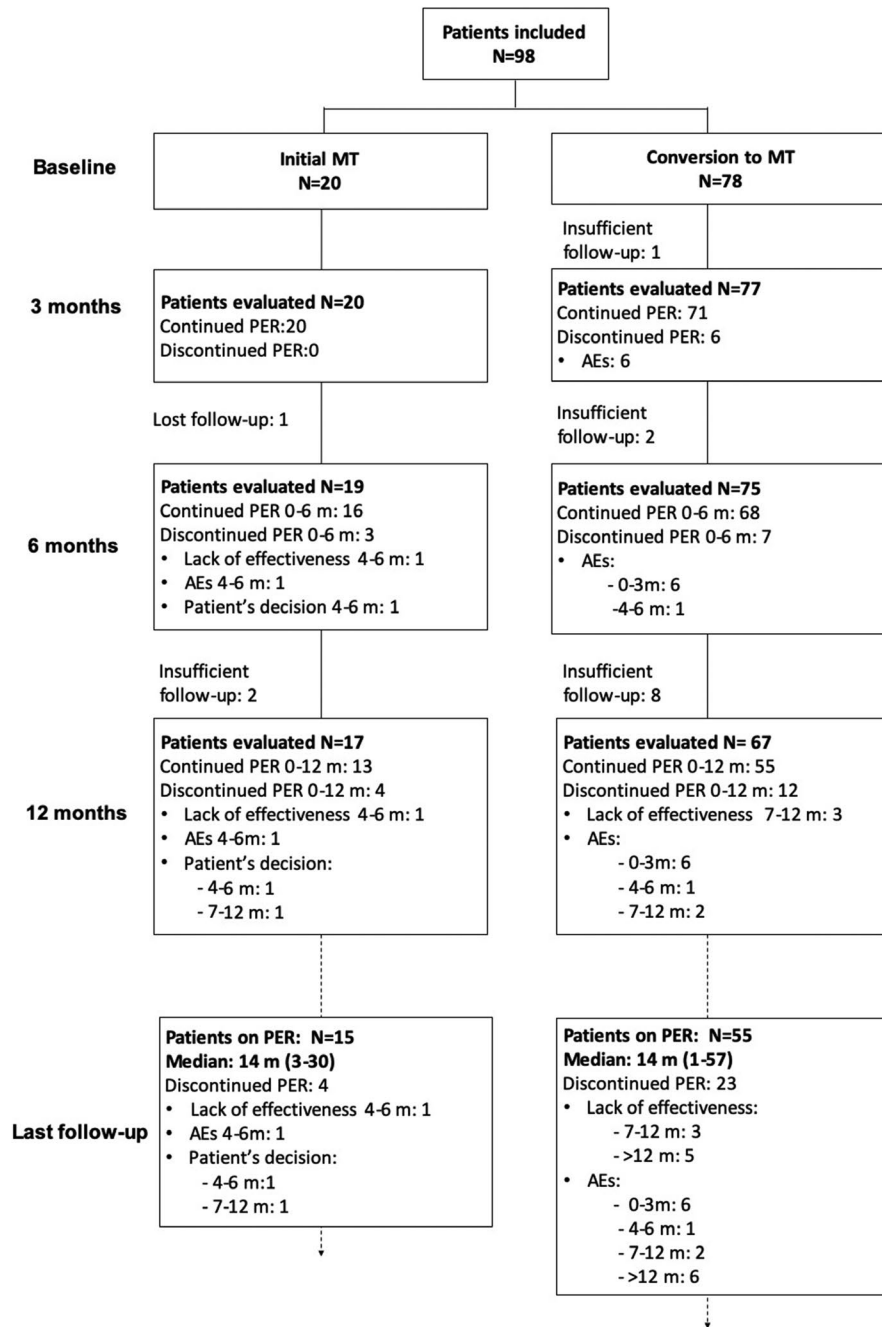 Patients included
N=98
Baseline
Initial MT
N=20
Conversion to MT
N=78
Insufficient
follow-up: 1
3 months
Patients evaluated N=20
Continued PER:20
Discontinued PER:0
Patients evaluated N=77
Continued PER: 71
Discontinued PER: 6
• AEs: 6
Lost follow-up: 1
Insufficient
follow-up: 2
6 months
Patients evaluated N=19
Continued PER 0-6 m: 16
Discontinued PER 0-6 m: 3
• Lack of effectiveness 4-6 m: 1
• AEs 4-6 m: 1
• Patient's decision 4-6 m: 1
Patients evaluated N=75
Continued PER 0-6 m: 68
Discontinued PER 0-6 m: 7
• AEs:
- 0-3m: 6
-4-6 m: 1
Insufficient
follow-up: 2
Insufficient
follow-up: 8
12 months
Patients evaluated N=17
Continued PER 0-12 m: 13
Discontinued PER 0-12 m: 4
• Lack of effectiveness 4-6 m: 1
• AEs 4-6m: 1
• Patient's decision:
- 4-6 m: 1
- 7-12 m: 1
Patients evaluated N= 67
Continued PER 0-12 m: 55
Discontinued PER 0-12 m: 12
• Lack of effectiveness 7-12 m: 3
• AEs:
- 0-3m: 6
- 4-6 m: 1
- 7-12 m: 2
Last follow-up
Patients on PER: N=15
Median: 14 m (3-30)
Discontinued PER: 4
• Lack of effectiveness 4-6 m: 1
• AEs 4-6m: 1
• Patient's decision:
- 4-6 m:1
- 7-12 m: 1
Patients on PER: N=55
Median: 14 m (1-57)
Discontinued PER: 23
• Lack of effectiveness:
- 7-12 m: 3
- >12 m: 5
• AEs:
- 0-3m: 6
- 4-6 m: 1
- 7-12 m: 2
- >12 m: 6